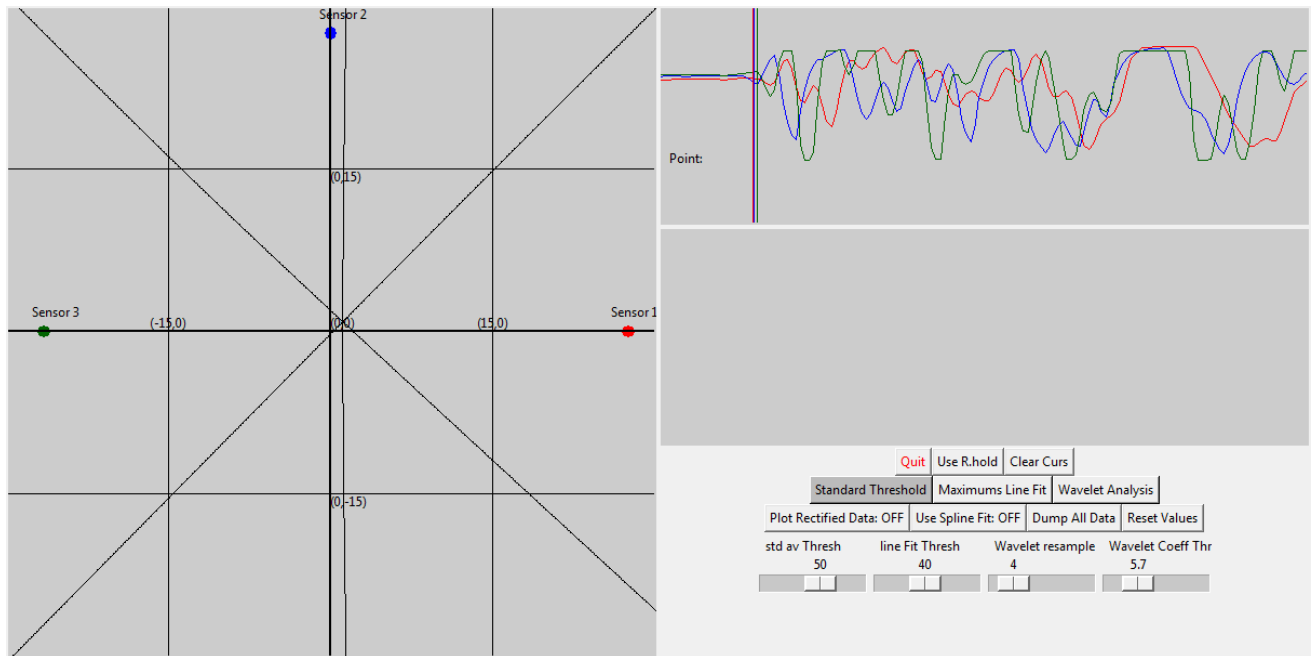 Sensor 2
(0,15)
Sensor 3
(-15,0)
(0,0)
(15,0)
Sensor 1
(0,-15)
Point:
Quit
Use R.hold
Clear Curs
Standard Threshold
Maximums Line Fit
Wavelet Analysis
Plot Rectified Data: OFF
Use Spline Fit: OFF
Dump All Data
Reset Values
std av Thresh
line Fit Thresh
Wavelet resample
Wavelet Coeff Thr
50
40
4
5.7